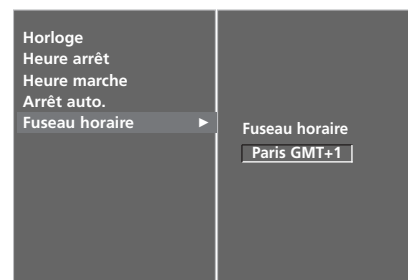 Horloge
Heure arrêt
Heure marche
Arrêt auto.
Fuseau horaire ►
Fuseau horaire
Paris GMT+1